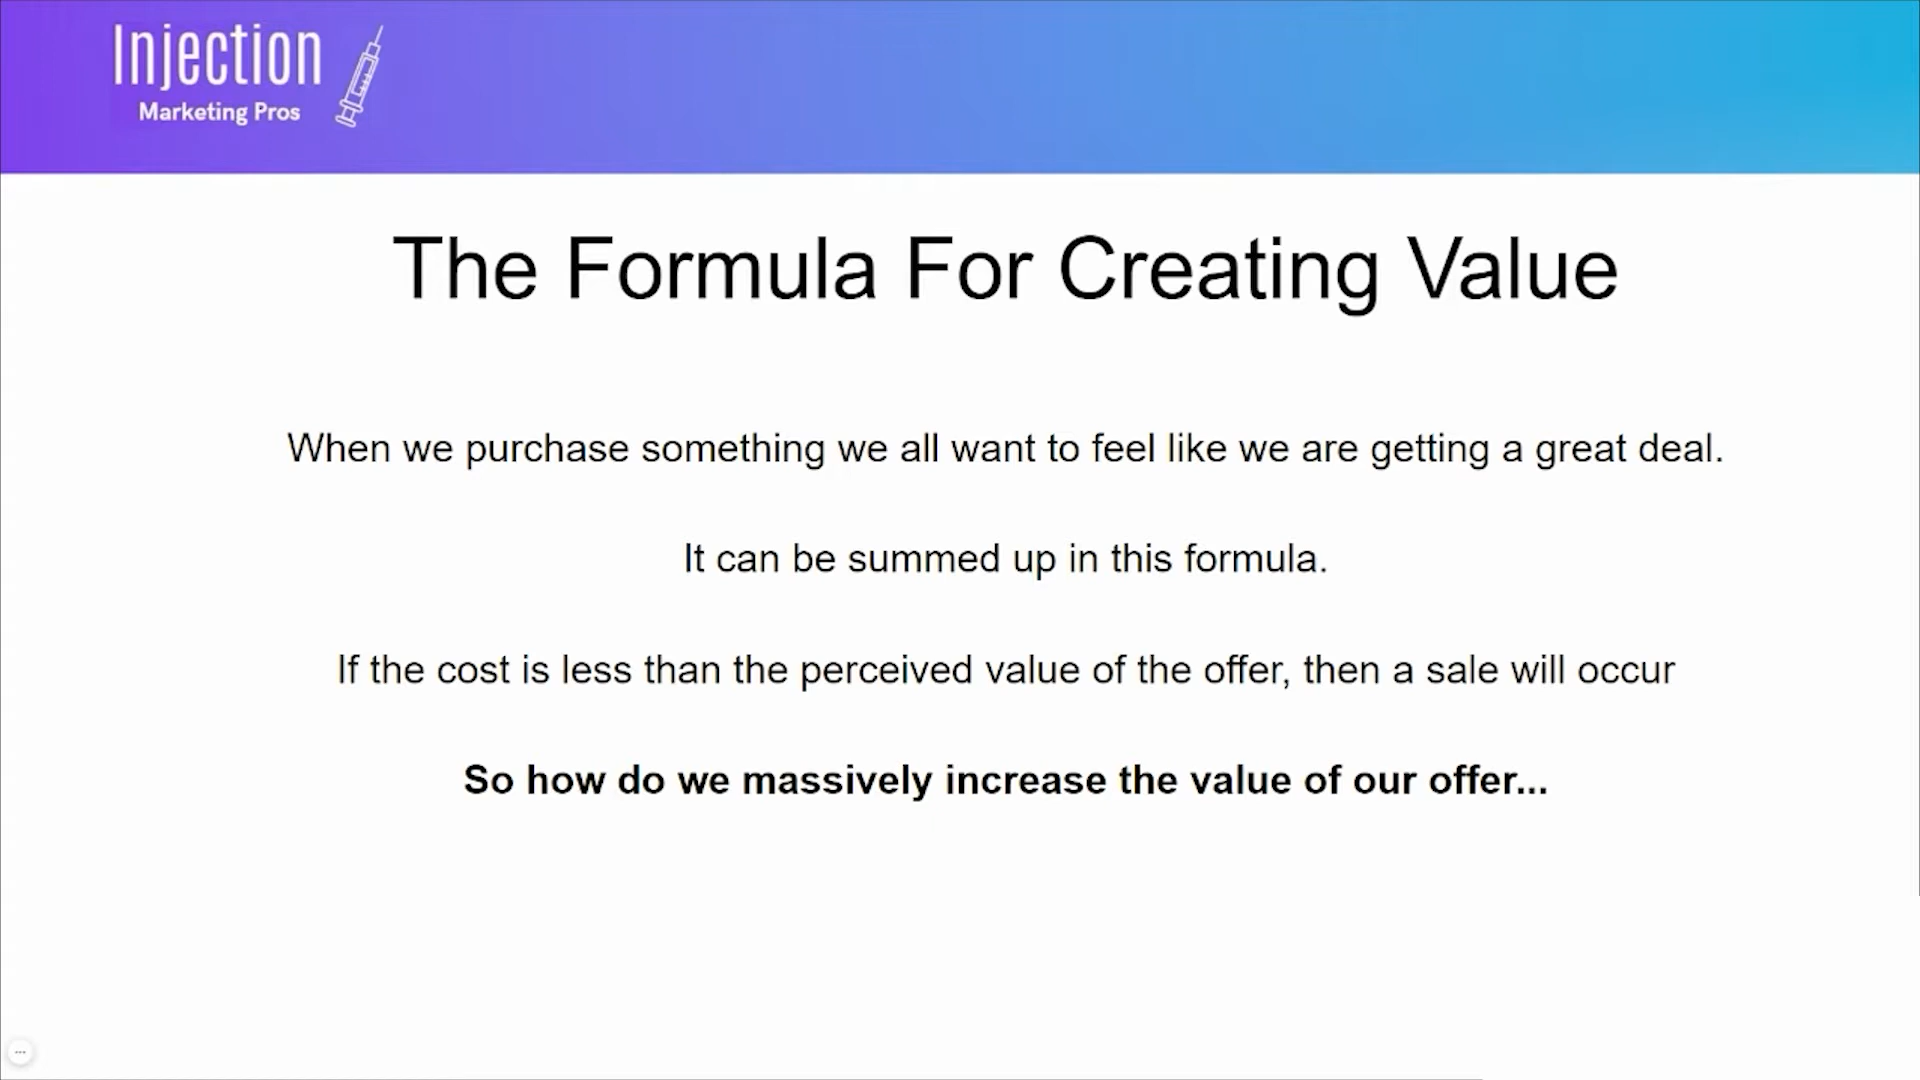 Injection
Marketing Pros
The Formula For Creating Value
When we purchase something we all want to feel like we are getting a great deal.
It can be summed up in this formula.
If the cost is less than the perceived value of the offer, then a sale will occur
So how do we massively increase the value of our offer...